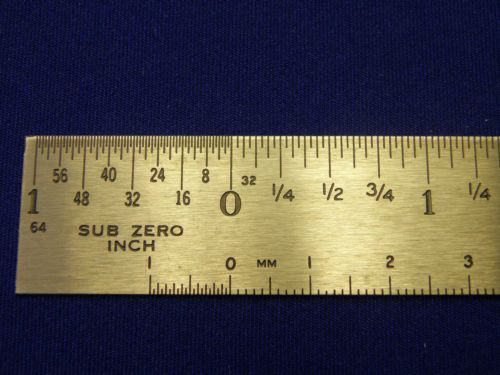 56 40 24 8 32
1 48 32 16 0 1/4 1/2 3/4 1 1/4
64
SUB ZERO
INCH
1 0 MM 1 2 3